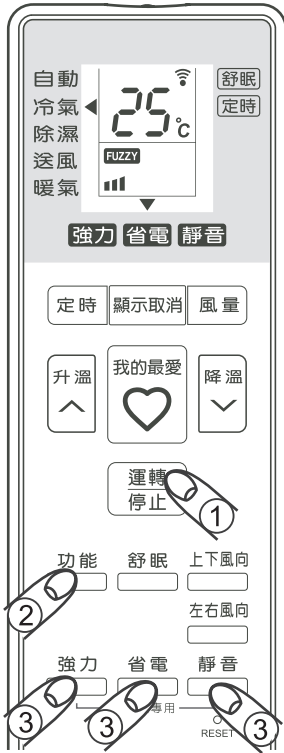 自動
冷氣
除濕
送風
暖氣
25℃
FUZZY
舒眠
定時
強力 省電 靜音
定時 顯示取消 風量
升溫 我的最愛 降溫
運轉
停止
①
功能 舒眠 上下風向
②
左右風向
強力 省電 靜音
③ ③ 專用 ③
RESET